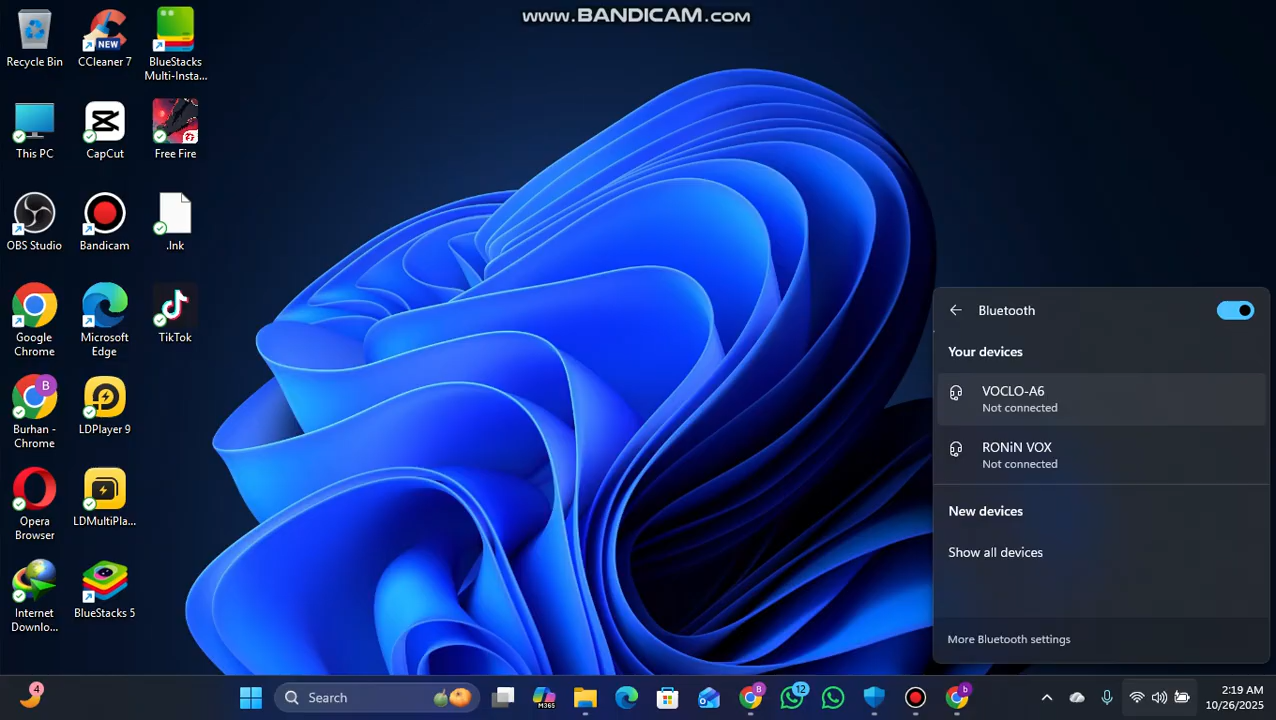 www.BANDICAM.com
Recycle Bin
CCleaner 7
NEW
BlueStacks
Multi-Insta...
This PC
CapCut
Free Fire
OBS Studio
Bandicam
.lnk
Google
Chrome
Microsoft
Edge
TikTok
B
Burhan -
Chrome
LDPlayer 9
Opera
Browser
LDMultiPla...
Internet
Downlo...
BlueStacks 5
Bluetooth
Your devices
VOCLO-A6
Not connected
RONiN VOX
Not connected
New devices
Show all devices
More Bluetooth settings
4
Search
M365
B
12
b
2:19 AM
10/26/2025